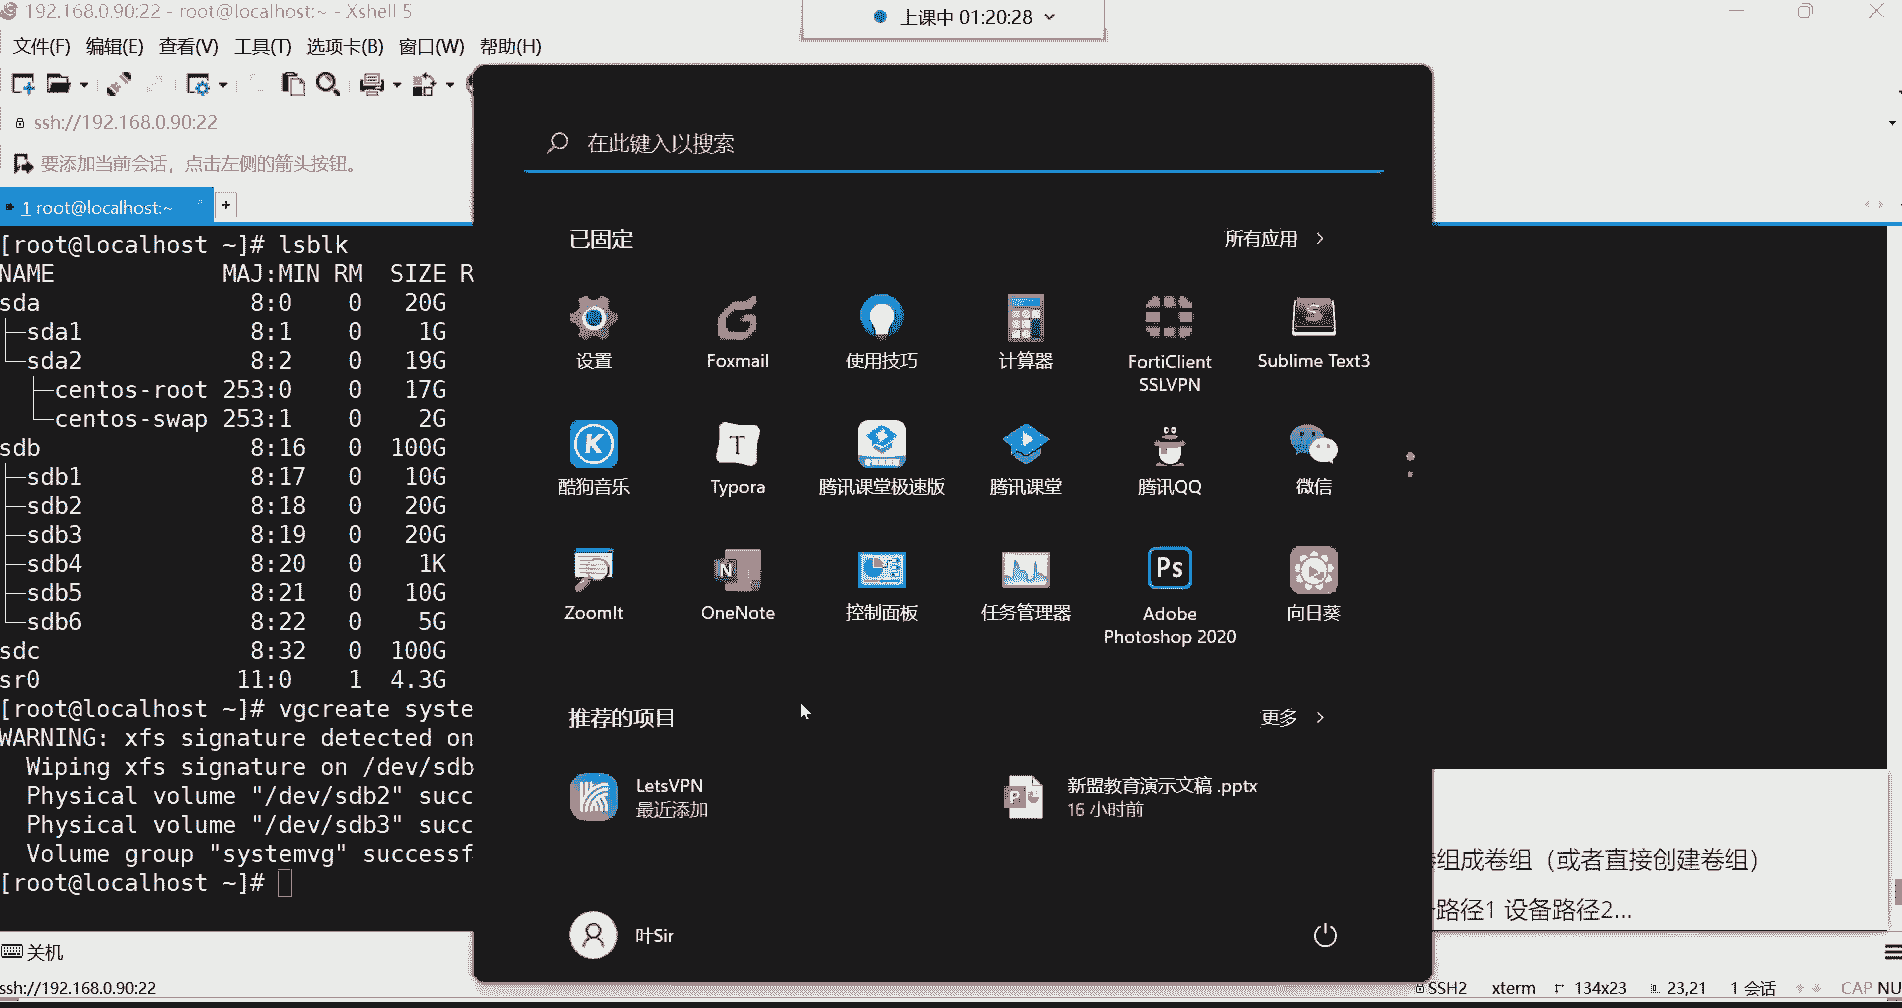 192.168.0.90:22 - root@localhost:~ - Xshell 5
上课中 01:20:28
文件(F) 编辑(E) 查看(V) 工具(T) 选项卡(B) 窗口(W) 帮助(H)
ssh://192.168.0.90:22
要添加当前会话，点击左侧的箭头按钮。
1 root@localhost:~
+
[root@localhost ~]# lsblk
NAME MAJ:MIN RM SIZE R
sda 8:0 0 20G
├─sda1 8:1 0 1G
└─sda2 8:2 0 19G
├─centos-root 253:0 0 17G
└─centos-swap 253:1 0 2G
sdb 8:16 0 100G
├─sdb1 8:17 0 10G
├─sdb2 8:18 0 20G
├─sdb3 8:19 0 20G
├─sdb4 8:20 0 1K
├─sdb5 8:21 0 10G
└─sdb6 8:22 0 5G
sdc 8:32 0 100G
sr0 11:0 1 4.3G
[root@localhost ~]# vgcreate syste
WARNING: xfs signature detected on
Wiping xfs signature on /dev/sdb
Physical volume "/dev/sdb2" succ
Physical volume "/dev/sdb3" succ
Volume group "systemvg" successf
[root@localhost ~]#
在此键入以搜索
已固定 所有应用
设置 Foxmail 使用技巧 计算器 FortiClient SSLVPN Sublime Text3
酷狗音乐 Typora 腾讯课堂极速版 腾讯课堂 腾讯QQ 微信
ZoomIt OneNote 控制面板 任务管理器 Adobe Photoshop 2020 向日葵
推荐的项目 更多
LetsVPN
最近添加
新盟教育演示文稿 .pptx
16 小时前
叶Sir
组成卷组（或者直接创建卷组）
路径1 设备路径2...
关机
ssh://192.168.0.90:22 SSH2 xterm 134x23 23,21 1 会话 CAP NU